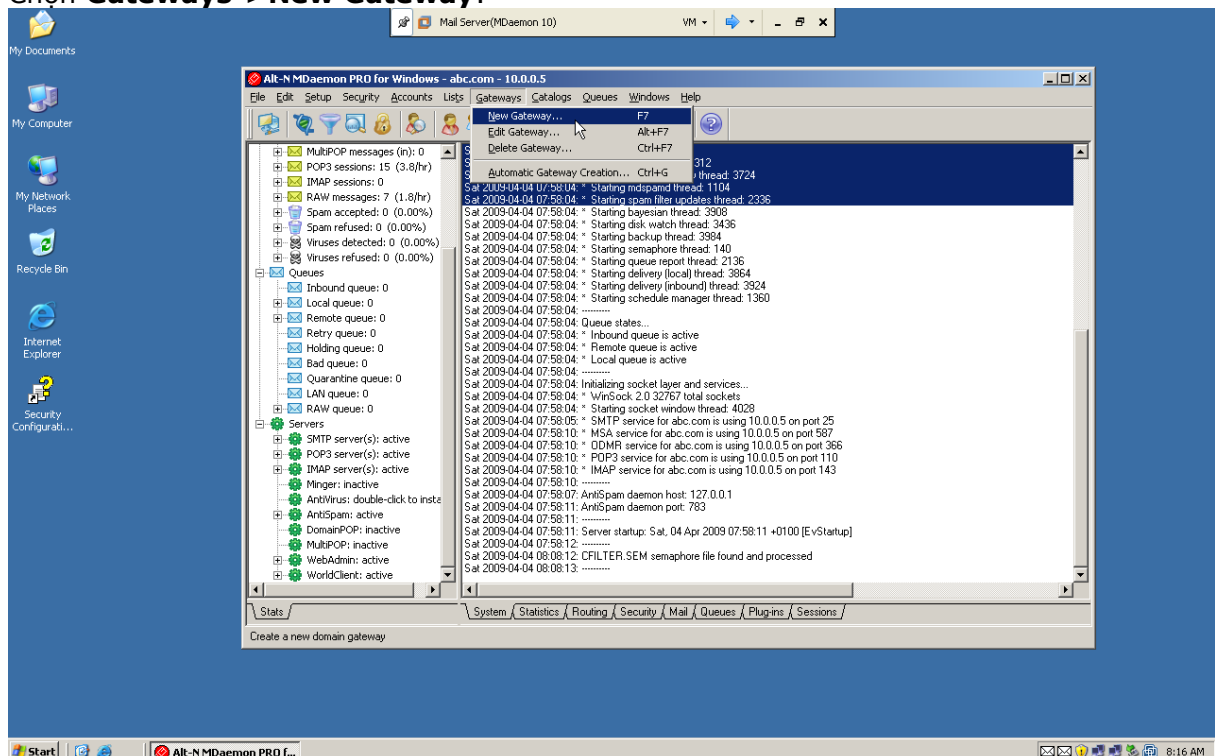 Chọn Gateways > New Gateway.
Mail Server(MDaemon 10)
VM
My Documents
My Computer
My Network
Places
Recycle Bin
Internet
Explorer
Security
Configurati...
Alt-N MDaemon PRO for Windows - abc.com - 10.0.0.5
File Edit Setup Security Accounts Lists Gateways Catalogs Queues Windows Help
New Gateway... F7
Edit Gateway... Alt+F7
Delete Gateway... Ctrl+F7
Automatic Gateway Creation... Ctrl+G
MultiPOP messages (in): 0
POP3 sessions: 15 (3.8/hr)
IMAP sessions: 0
RAW messages: 7 (1.8/hr)
Spam accepted: 0 (0.00%)
Spam refused: 0 (0.00%)
Viruses detected: 0 (0.00%)
Viruses refused: 0 (0.00%)
Queues
Inbound queue: 0
Local queue: 0
Remote queue: 0
Retry queue: 0
Holding queue: 0
Bad queue: 0
Quarantine queue: 0
LAN queue: 0
RAW queue: 0
Servers
SMTP server(s): active
POP3 server(s): active
IMAP server(s): active
Minger: inactive
AntiVirus: double-click to insta
AntiSpam: active
DomainPOP: inactive
MultiPOP: inactive
WebAdmin: active
WorldClient: active
312
thread: 3724
Sat 2009-04-04 07:58:04: * Starting mdspamd thread: 1104
Sat 2009-04-04 07:58:04: * Starting spam filter updates thread: 2336
Sat 2009-04-04 07:58:04: * Starting bayesian thread: 3908
Sat 2009-04-04 07:58:04: * Starting disk watch thread: 3436
Sat 2009-04-04 07:58:04: * Starting backup thread: 3984
Sat 2009-04-04 07:58:04: * Starting semaphore thread: 140
Sat 2009-04-04 07:58:04: * Starting queue report thread: 2136
Sat 2009-04-04 07:58:04: * Starting delivery (local) thread: 3864
Sat 2009-04-04 07:58:04: * Starting delivery (inbound) thread: 3924
Sat 2009-04-04 07:58:04: * Starting schedule manager thread: 1360
Sat 2009-04-04 07:58:04: ----------
Sat 2009-04-04 07:58:04: Queue states...
Sat 2009-04-04 07:58:04: * Inbound queue is active
Sat 2009-04-04 07:58:04: * Remote queue is active
Sat 2009-04-04 07:58:04: * Local queue is active
Sat 2009-04-04 07:58:04: ----------
Sat 2009-04-04 07:58:04: Initializing socket layer and services...
Sat 2009-04-04 07:58:04: * WinSock 2.0 32767 total sockets
Sat 2009-04-04 07:58:04: * Starting socket window thread: 4028
Sat 2009-04-04 07:58:05: * SMTP service for abc.com is using 10.0.0.5 on port 25
Sat 2009-04-04 07:58:10: * MSA service for abc.com is using 10.0.0.5 on port 587
Sat 2009-04-04 07:58:10: * ODMR service for abc.com is using 10.0.0.5 on port 366
Sat 2009-04-04 07:58:10: * POP3 service for abc.com is using 10.0.0.5 on port 110
Sat 2009-04-04 07:58:10: * IMAP service for abc.com is using 10.0.0.5 on port 143
Sat 2009-04-04 07:58:10: ----------
Sat 2009-04-04 07:58:07: AntiSpam daemon host: 127.0.0.1
Sat 2009-04-04 07:58:11: AntiSpam daemon port: 783
Sat 2009-04-04 07:58:11: ----------
Sat 2009-04-04 07:58:11: Server startup: Sat, 04 Apr 2009 07:58:11 +0100 [EvStartup]
Sat 2009-04-04 07:58:12: ----------
Sat 2009-04-04 08:08:12: CFILTER.SEM semaphore file found and processed
Sat 2009-04-04 08:08:13: ----------
Stats
System Statistics Routing Security Mail Queues Plug-ins Sessions
Create a new domain gateway
Start
Alt-N MDaemon PRO f...
8:16 AM